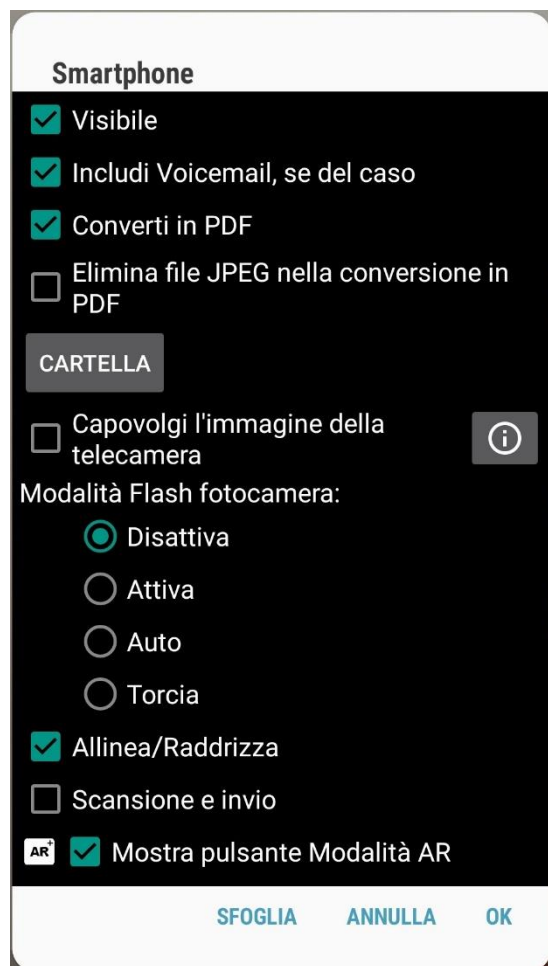 Smartphone
Visibile
Includi Voicemail, se del caso
Converti in PDF
Elimina file JPEG nella conversione in
PDF
CARTELLA
Capovolgi l'immagine della
telecamera
Modalità Flash fotocamera:
Disattiva
Attiva
Auto
Torcia
Allinea/Raddrizza
Scansione e invio
AR+ Mostra pulsante Modalità AR
SFOGLIA ANNULLA OK